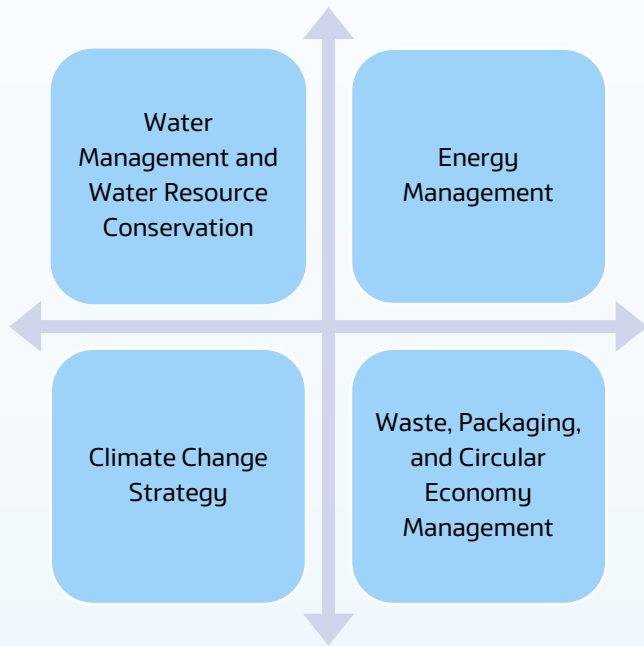 Water
Management and
Water Resource
Conservation
Energy
Management
Climate Change
Strategy
Waste, Packaging,
and Circular
Economy
Management